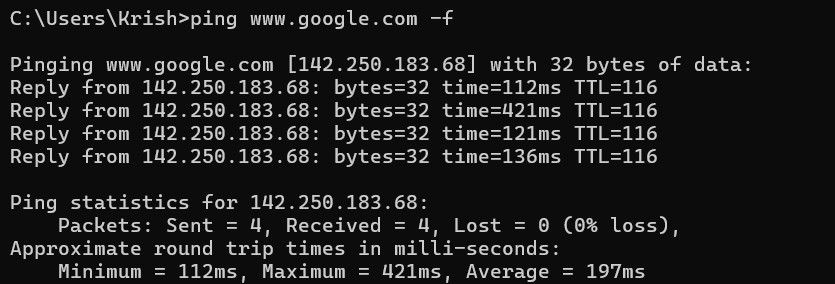 C:\Users\Krish>ping www.google.com -f
Pinging www.google.com [142.250.183.68] with 32 bytes of data:
Reply from 142.250.183.68: bytes=32 time=112ms TTL=116
Reply from 142.250.183.68: bytes=32 time=421ms TTL=116
Reply from 142.250.183.68: bytes=32 time=121ms TTL=116
Reply from 142.250.183.68: bytes=32 time=136ms TTL=116
Ping statistics for 142.250.183.68:
    Packets: Sent = 4, Received = 4, Lost = 0 (0% loss),
Approximate round trip times in milli-seconds:
    Minimum = 112ms, Maximum = 421ms, Average = 197ms